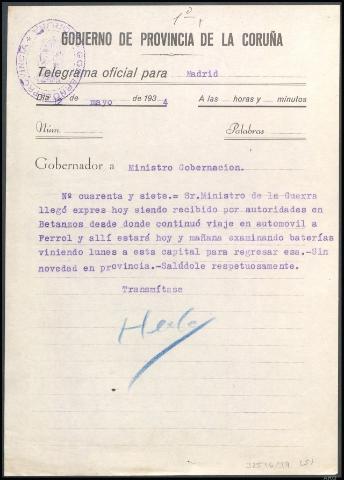 1º
GOBIERNO DE PROVINCIA DE LA CORUÑA
Telegrama oficial para Madrid
Día de mayo de 1934 A las horas y minutos
Núm. Palabras
Gobernador a Ministro Gobernacion.
Nº cuarenta y siete.= Sr.Ministro de la Guerra
llegó expres hoy siendo recibido por autoridades en
Betanzos desde donde continuó viaje en automovil a
Ferrol y allí estará hoy y mañana examinando baterías
viniendo lunes a esta capital para regresar esa.-Sin
novedad en provincia.-Salúdole respetuosamente.
Transmítase